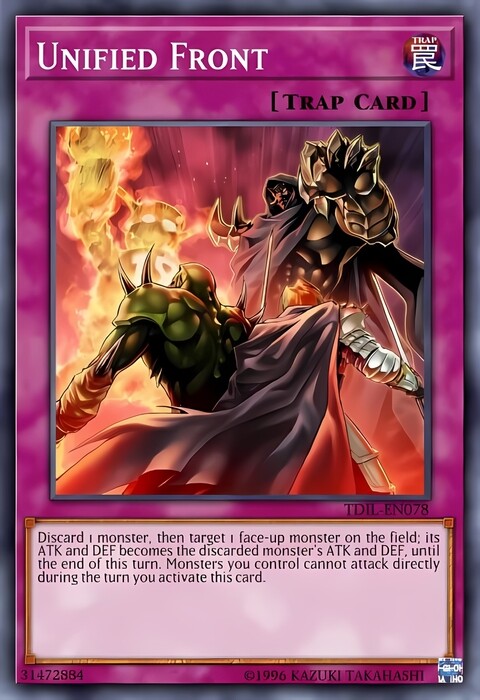 UNIFIED FRONT
TRAP
罠
[TRAP CARD]
TDIL-EN078
Discard 1 monster, then target 1 face-up monster on the field; its
ATK and DEF becomes the discarded monster's ATK and DEF, until
the end of this turn. Monsters you control cannot attack directly
during the turn you activate this card.
31472884
©1996 KAZUKI TAKAHASHI